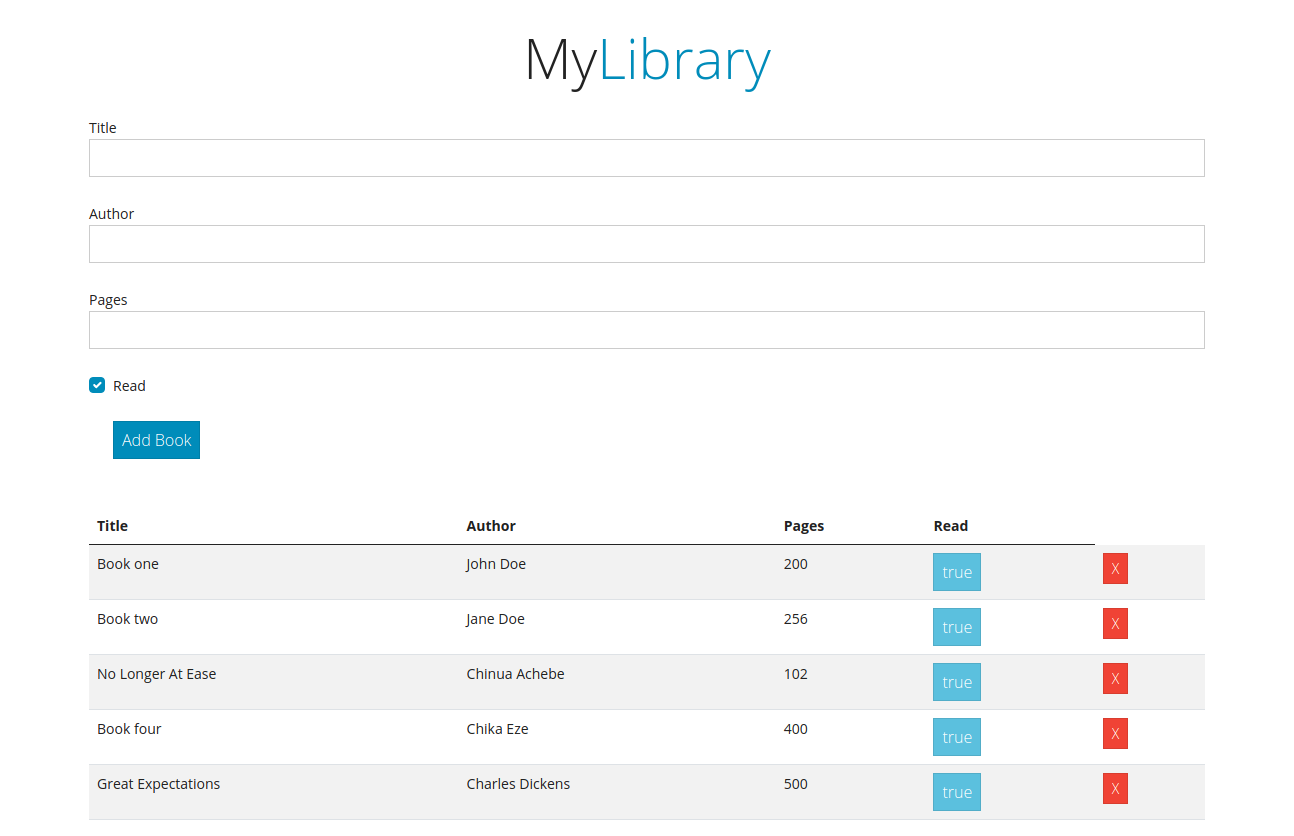 MyLibrary
Title
Author
Pages
Read
Add Book
Title Author Pages Read
Book one John Doe 200 true X
Book two Jane Doe 256 true X
No Longer At Ease Chinua Achebe 102 true X
Book four Chika Eze 400 true X
Great Expectations Charles Dickens 500 true X